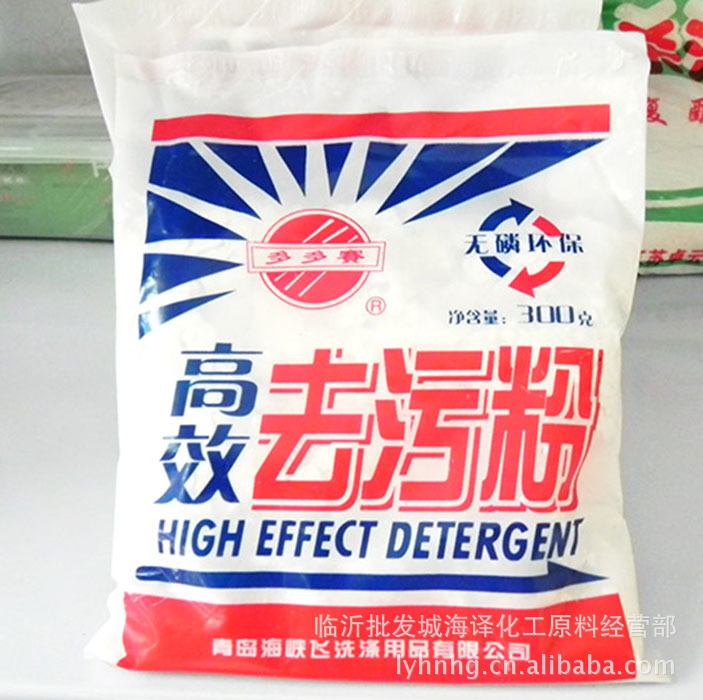 多多赛
®
无磷环保
净含量：300克
高效
去污粉
HIGH EFFECT DETERGENT
青岛海峡飞洗涤用品有限公司
临沂批发城海译化工原料经营部
lyhnhg.cn.alibaba.com